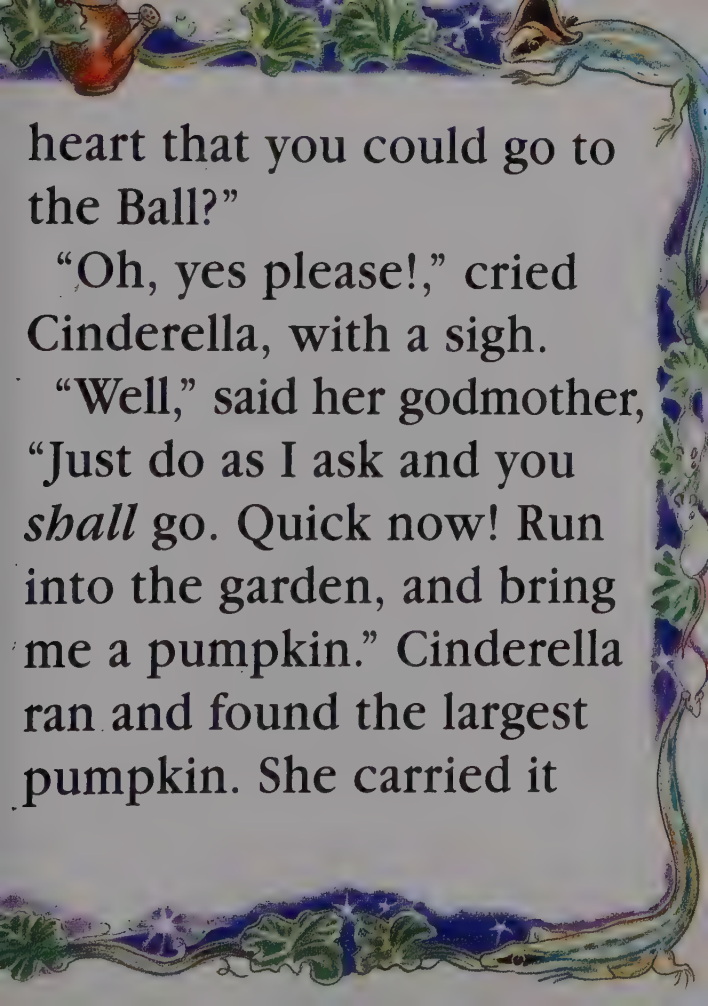 heart that you could go to
the Ball?”
“Oh, yes please!,” cried
Cinderella, with a sigh.
“Well,” said her godmother,
“Just do as I ask and you
shall go. Quick now! Run
into the garden, and bring
me a pumpkin.” Cinderella
ran and found the largest
pumpkin. She carried it